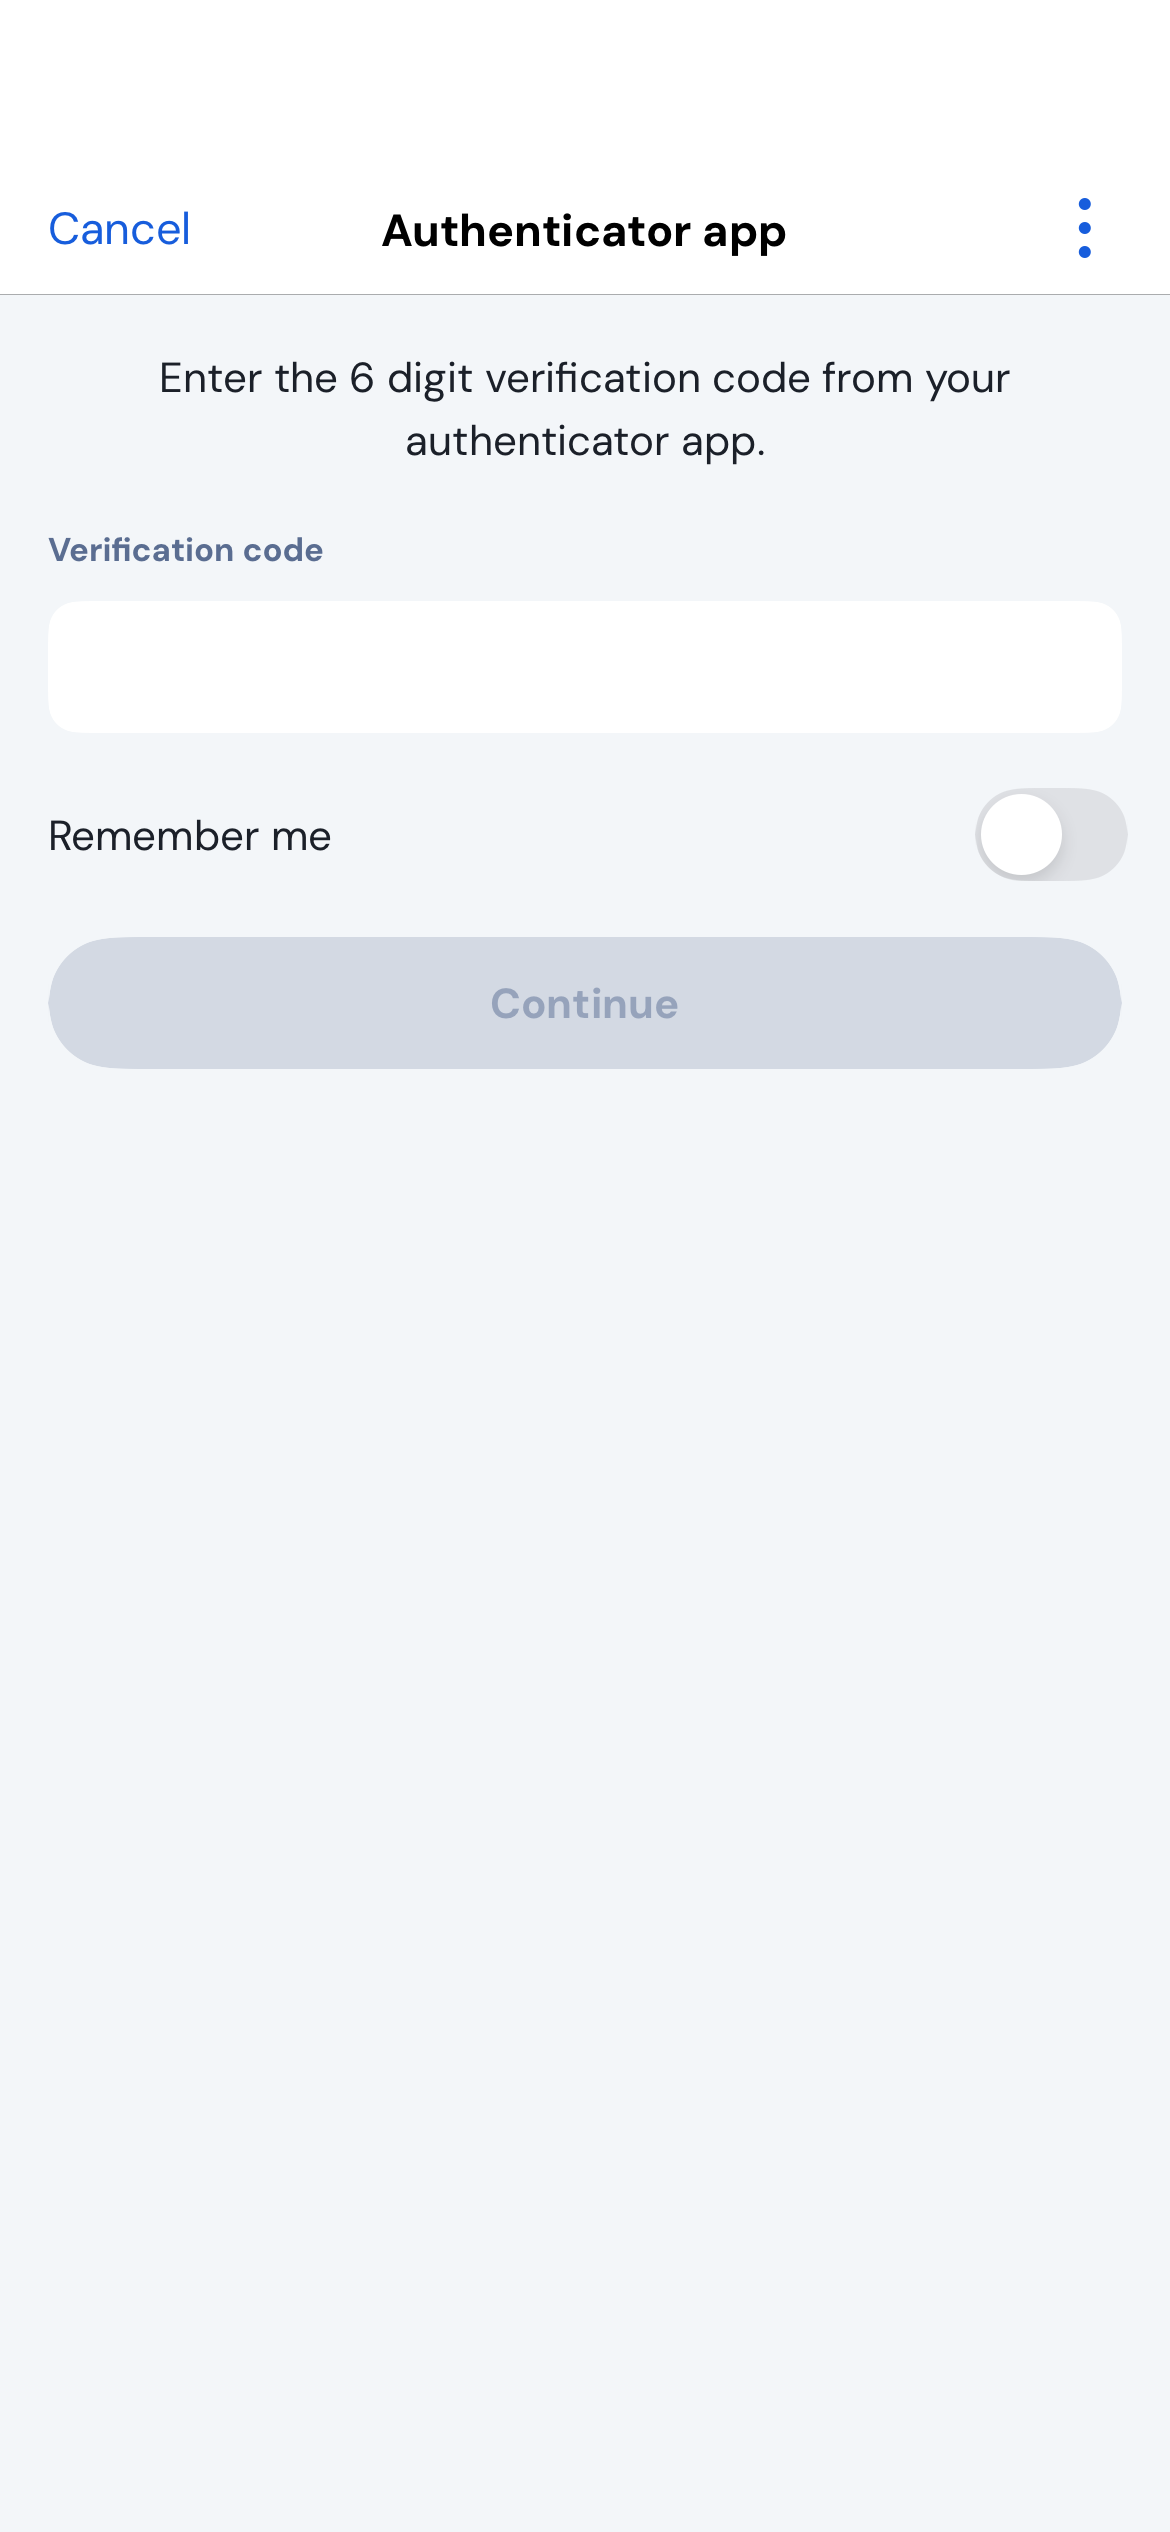 Cancel
Authenticator app
Enter the 6 digit verification code from your
authenticator app.
Verification code
Remember me
Continue